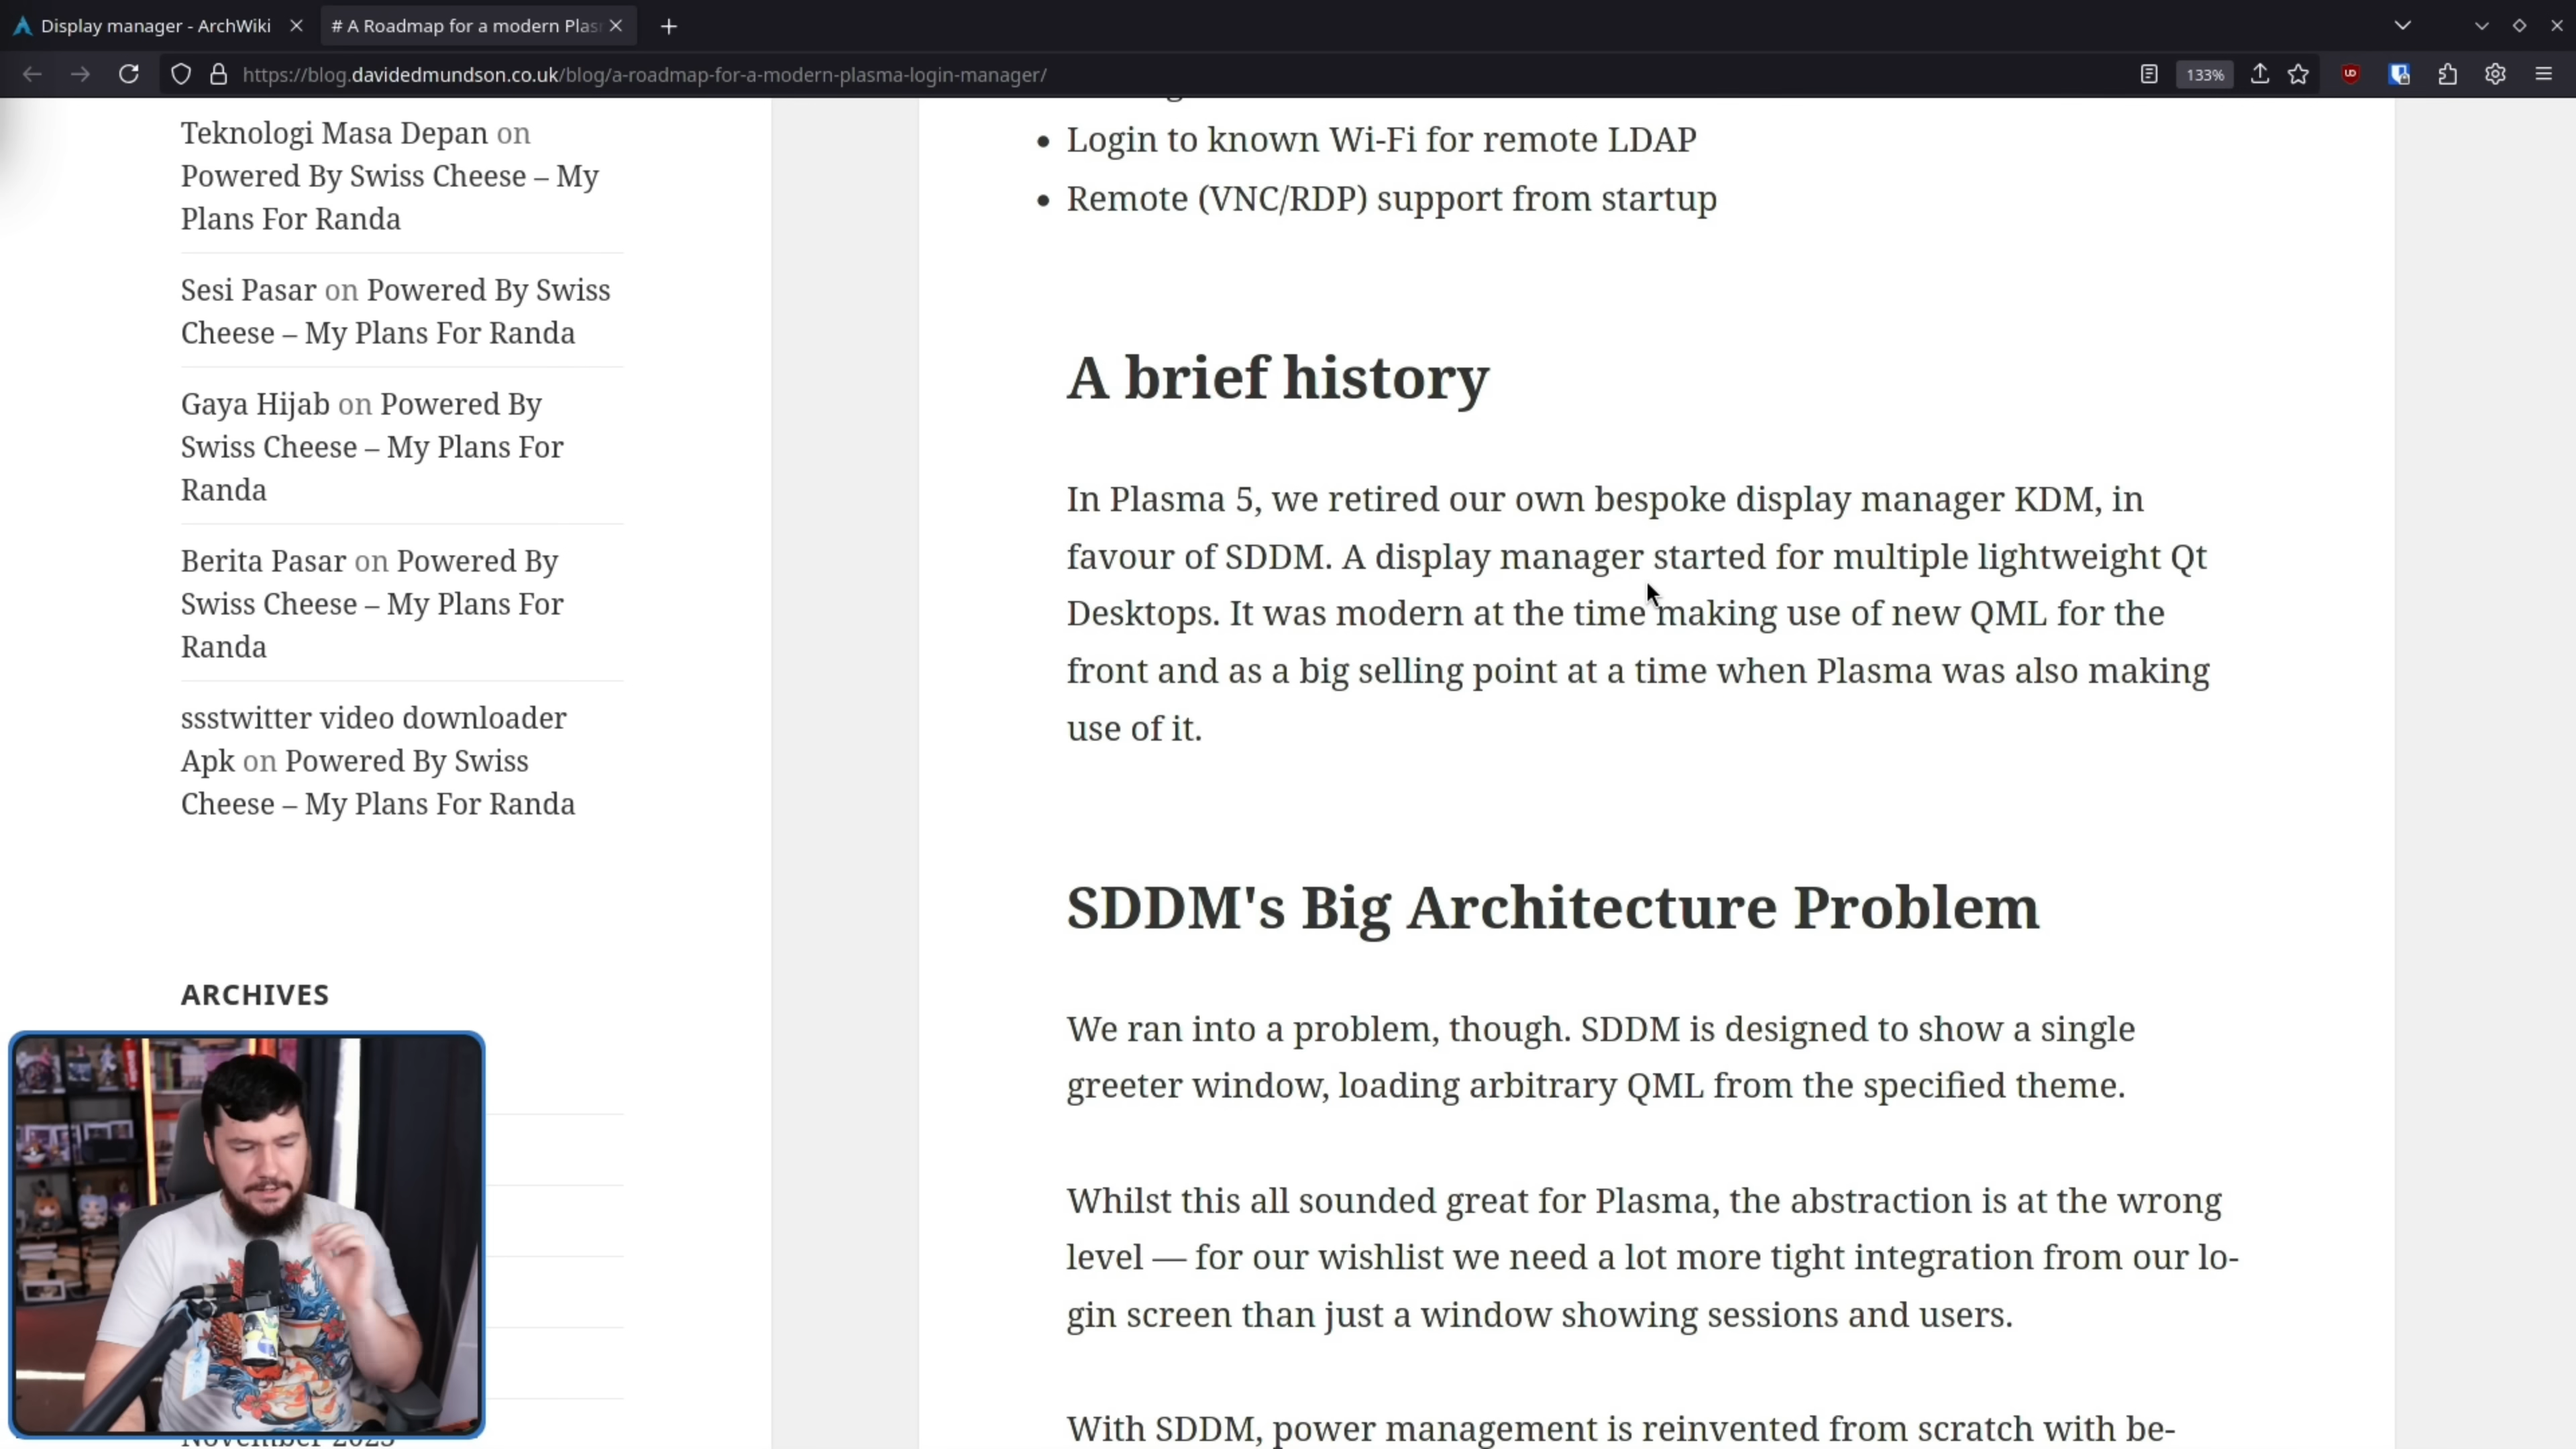 Display manager - ArchWiki
# A Roadmap for a modern Plas
https://blog.davidedmundson.co.uk/blog/a-roadmap-for-a-modern-plasma-login-manager/
133%
Teknologi Masa Depan on
Powered By Swiss Cheese – My
Plans For Randa
Sesi Pasar on Powered By Swiss
Cheese – My Plans For Randa
Gaya Hijab on Powered By
Swiss Cheese – My Plans For
Randa
Berita Pasar on Powered By
Swiss Cheese – My Plans For
Randa
ssstwitter video downloader
Apk on Powered By Swiss
Cheese – My Plans For Randa
ARCHIVES
November 2023
• Login to known Wi-Fi for remote LDAP
• Remote (VNC/RDP) support from startup
A brief history
In Plasma 5, we retired our own bespoke display manager KDM, in
favour of SDDM. A display manager started for multiple lightweight Qt
Desktops. It was modern at the time making use of new QML for the
front and as a big selling point at a time when Plasma was also making
use of it.
SDDM's Big Architecture Problem
We ran into a problem, though. SDDM is designed to show a single
greeter window, loading arbitrary QML from the specified theme.
Whilst this all sounded great for Plasma, the abstraction is at the wrong
level — for our wishlist we need a lot more tight integration from our lo-
gin screen than just a window showing sessions and users.
With SDDM, power management is reinvented from scratch with be-